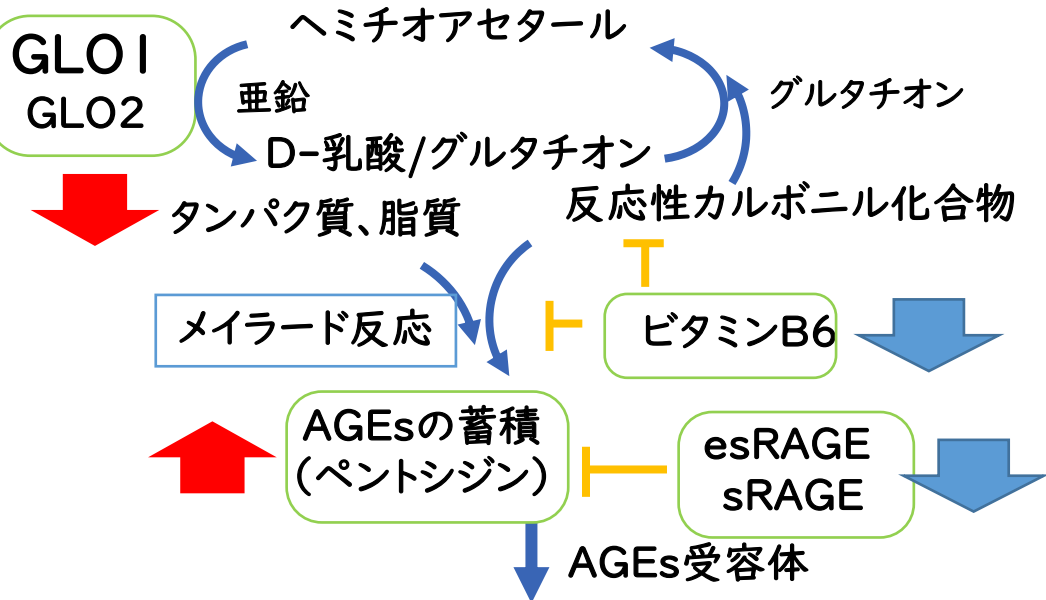 ヘミチオアセタール
GLO1
GLO2
亜鉛
グルタチオン
D-乳酸/グルタチオン
タンパク質、脂質
反応性カルボニル化合物
メイラード反応
ビタミンB6
AGEsの蓄積
(ペントシジン)
esRAGE
sRAGE
AGEs受容体